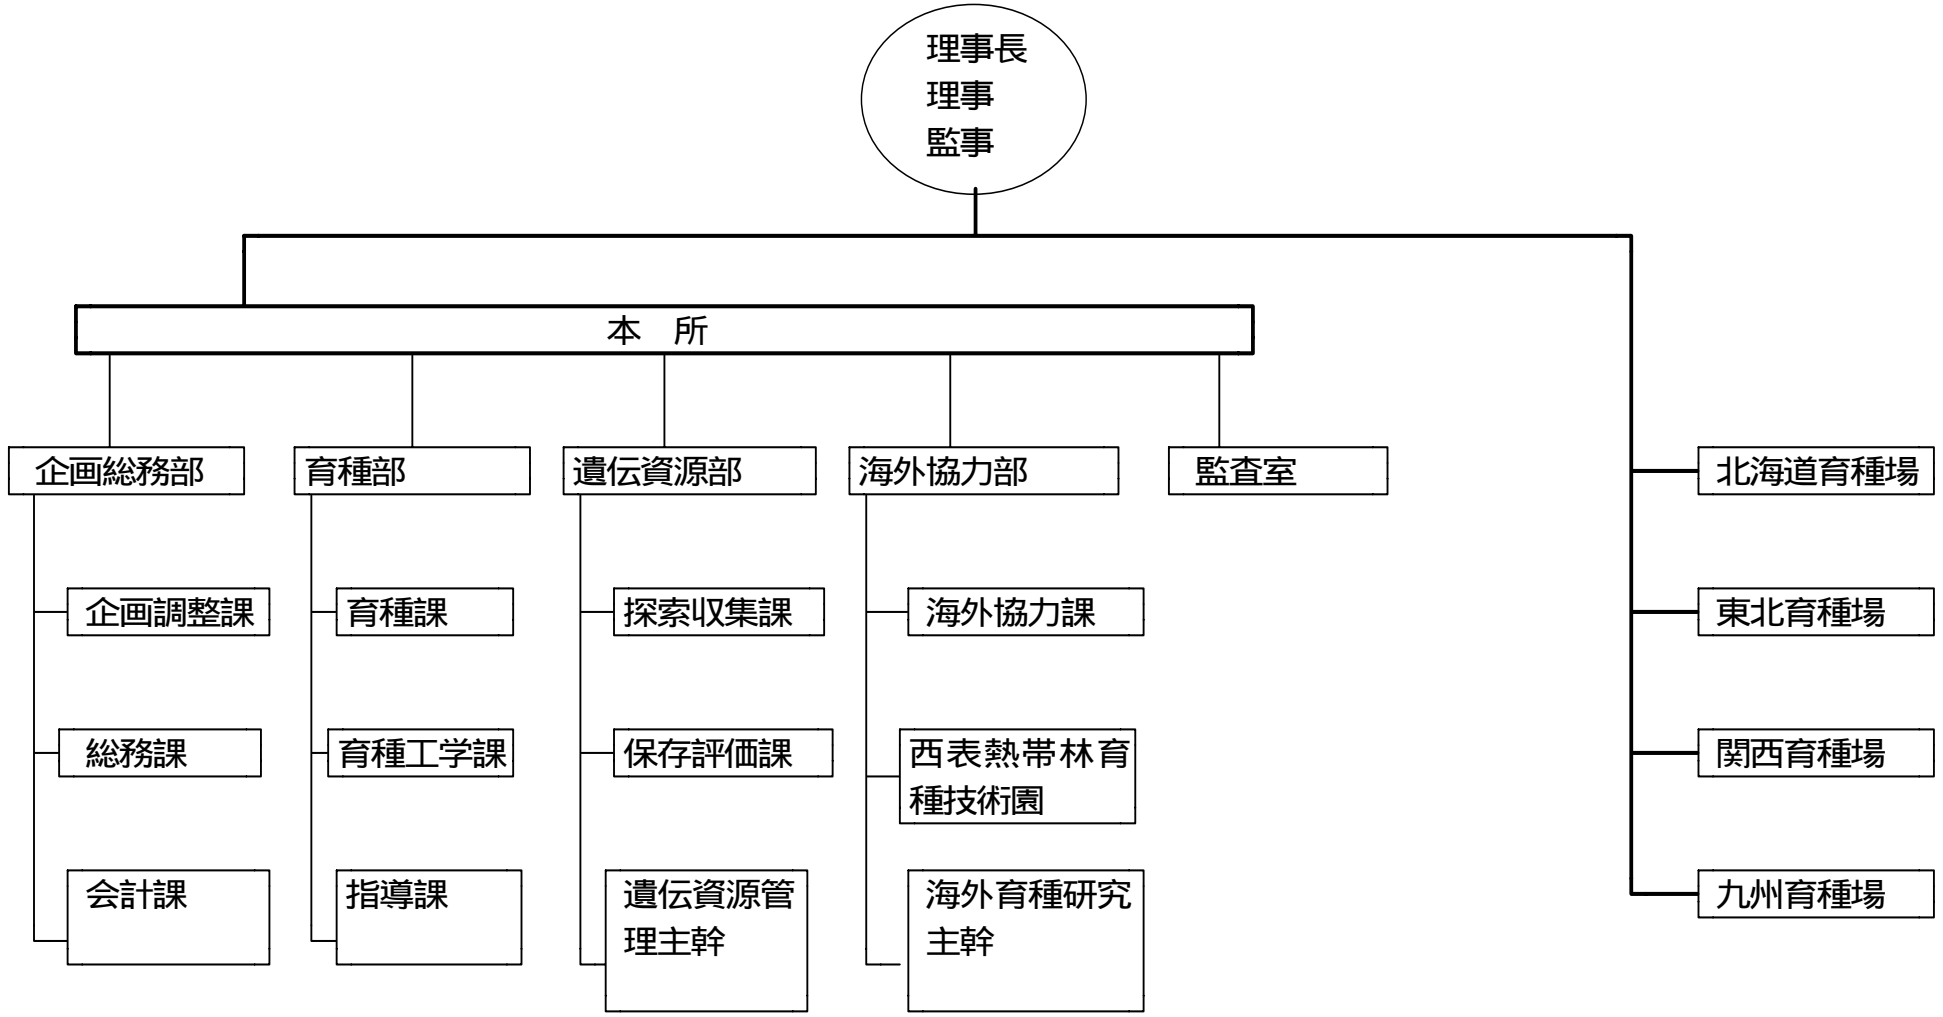 理事長
理事
監事
本　所
企画総務部
育種部
遺伝資源部
海外協力部
監査室
北海道育種場
企画調整課
育種課
探索収集課
海外協力課
東北育種場
総務課
育種工学課
保存評価課
西表熱帯林育
種技術園
関西育種場
会計課
指導課
遺伝資源管
理主幹
海外育種研究
主幹
九州育種場